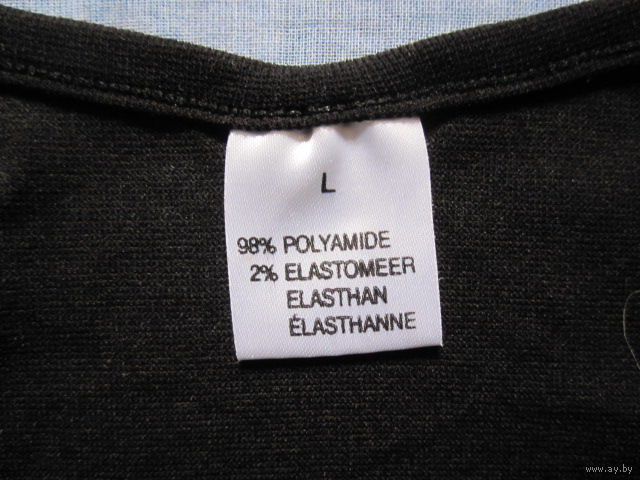 L
98% POLYAMIDE
2% ELASTOMEER
ELASTHAN
ÉLASTHANNE
www.ay.by